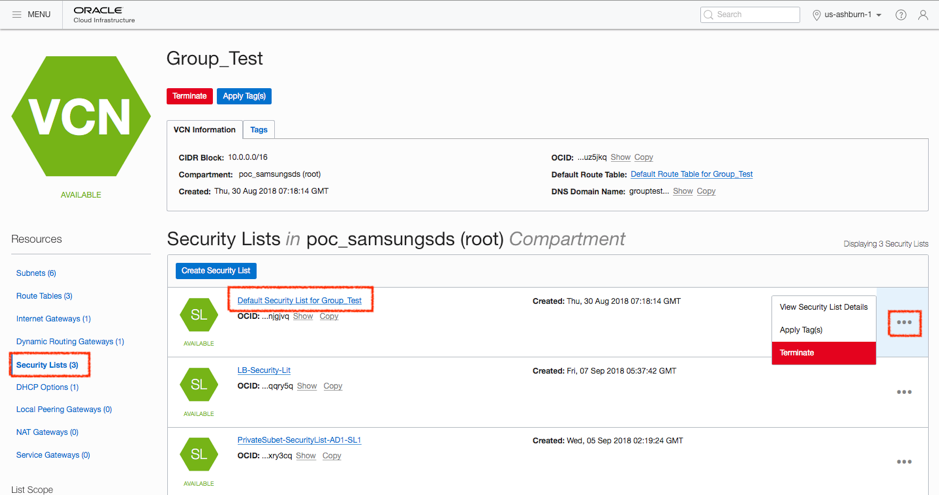 MENU
ORACLE
Cloud Infrastructure
Search
us-ashburn-1
VCN
AVAILABLE
Group_Test
Terminate
Apply Tag(s)
VCN Information
Tags
CIDR Block: 10.0.0.0/16
Compartment: poc_samsungsds (root)
Created: Thu, 30 Aug 2018 07:18:14 GMT
OCID: ...uz5jkq Show Copy
Default Route Table: Default Route Table for Group_Test
DNS Domain Name: grouptest... Show Copy
Resources
Subnets (6)
Route Tables (3)
Internet Gateways (1)
Dynamic Routing Gateways (1)
Security Lists (3)
DHCP Options (1)
Local Peering Gateways (0)
NAT Gateways (0)
Service Gateways (0)
List Scope
Security Lists in poc_samsungsds (root) Compartment
Displaying 3 Security Lists
Create Security List
SL
AVAILABLE
Default Security List for Group_Test
OCID: ...njgjvq Show Copy
Created: Thu, 30 Aug 2018 07:18:14 GMT
View Security List Details
Apply Tag(s)
Terminate
SL
AVAILABLE
LB-Security-Lit
OCID: ...qqry5q Show Copy
Created: Fri, 07 Sep 2018 05:37:42 GMT
SL
AVAILABLE
PrivateSubet-SecurityList-AD1-SL1
OCID: ...xry3cq Show Copy
Created: Wed, 05 Sep 2018 02:19:24 GMT